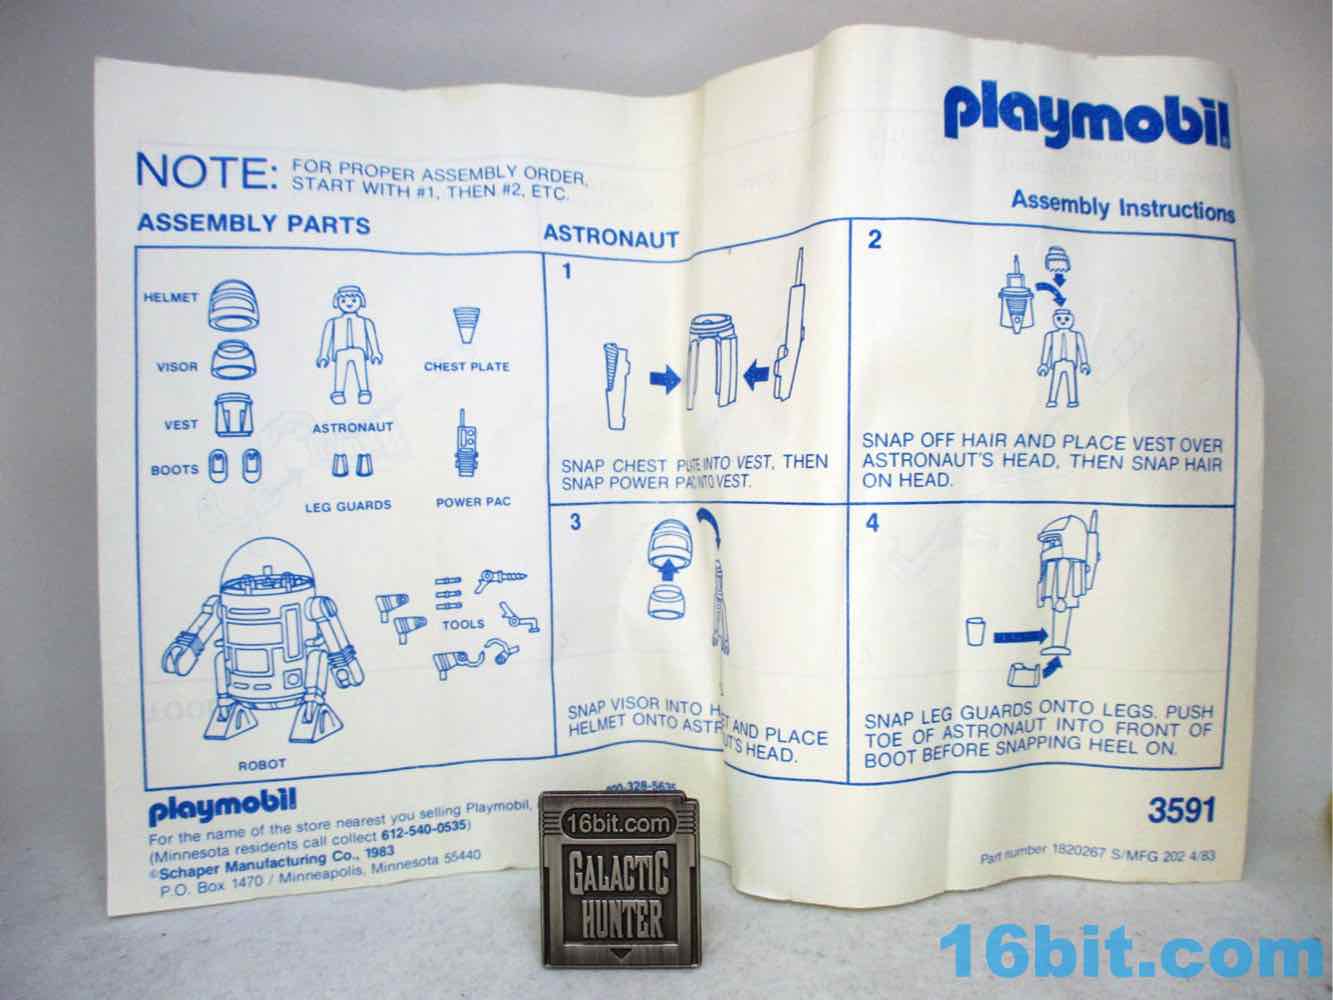 playmobil
Assembly Instructions
NOTE: FOR PROPER ASSEMBLY ORDER,
START WITH #1, THEN #2, ETC.
ASSEMBLY PARTS
HELMET
VISOR
VEST
BOOTS
ASTRONAUT
LEG GUARDS
CHEST PLATE
POWER PAC
ROBOT
TOOLS
ASTRONAUT
1
SNAP CHEST PLATE INTO VEST, THEN
SNAP POWER PAC INTO VEST.
2
SNAP OFF HAIR AND PLACE VEST OVER
ASTRONAUT'S HEAD, THEN SNAP HAIR
ON HEAD.
3
SNAP VISOR INTO H ET AND PLACE
HELMET ONTO ASTR UT'S HEAD.
4
SNAP LEG GUARDS ONTO LEGS. PUSH
TOE OF ASTRONAUT INTO FRONT OF
BOOT BEFORE SNAPPING HEEL ON.
playmobil
For the name of the store nearest you selling Playmobil,
(Minnesota residents call collect 612-540-0535)
©Schaper Manufacturing Co., 1983
P.O. Box 1470 / Minneapolis, Minnesota 55440
3591
Part number 1820267 S/MFG 202 4/83
16bit.com
GALACTIC
HUNTER
16bit.com